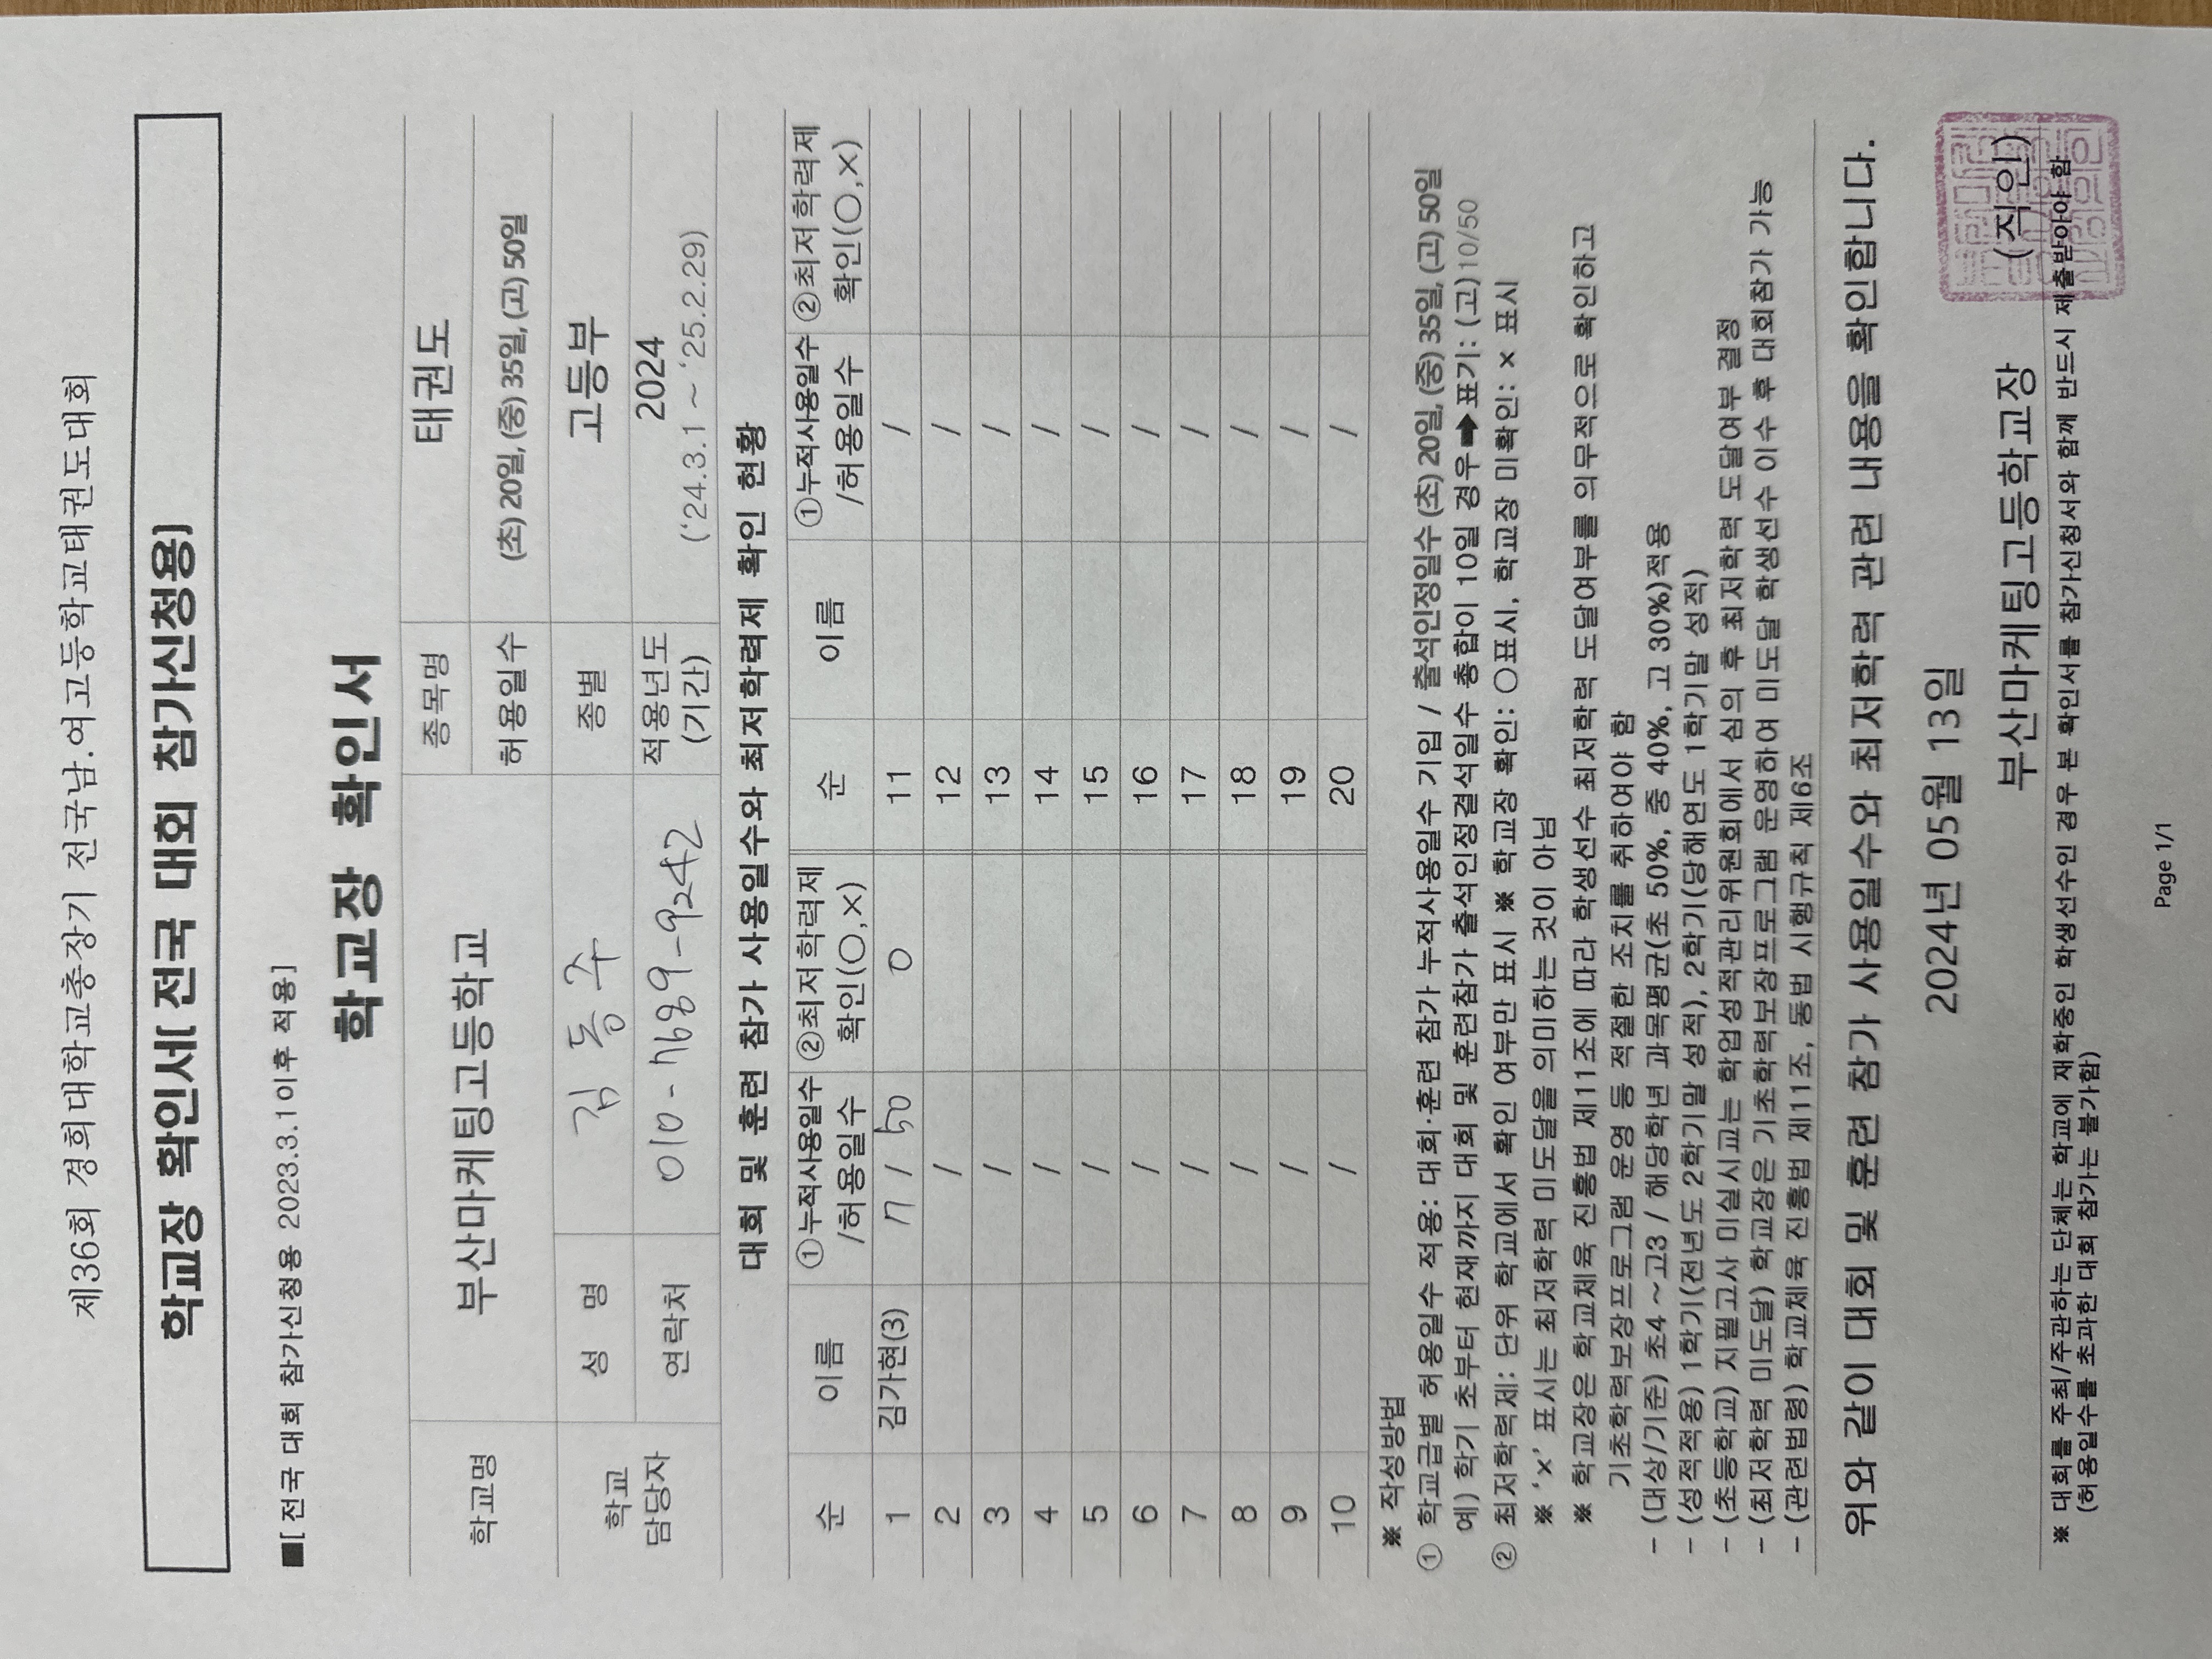 제36회 경희대학교총장기 전국남.여고등학교태권도대회
학교장 확인서[전국 대회 참가신청용]
■[전국 대회 참가신청용 2023.3.1이후 적용]
학교장 확인서
학교명 부산마케팅고등학교 종목명 태권도
허용일수 (초) 20일, (중) 35일, (고) 50일
학교 담당자 성 명 김동주 종별 고등부
연락처 010-7689-9242 적용년도 (기간) 2024 ('24.3.1 ~ '25.2.29)
대회 및 훈련 참가 사용일수와 최저학력제 확인 현황
순 이름 ①누적사용일수 /허용일수 ②최저학력제 확인(○,×) 순 이름 ①누적사용일수 /허용일수 ②최저학력제 확인(○,×)
1 김가현(3) 7 / 50 0 11 /
2 / 12 /
3 / 13 /
4 / 14 /
5 / 15 /
6 / 16 /
7 / 17 /
8 / 18 /
9 / 19 /
10 / 20 /
※ 작성방법
① 학교급별 허용일수 적용: 대회·훈련 참가 누적사용일수 기입 / 출석인정일수 (초) 20일, (중) 35일, (고) 50일
예) 학기 초부터 현재까지 대회 및 훈련참가 출석인정결석일수 총합이 10일 경우 ➡표기: (고) 10/50
② 최저학력제: 단위 학교에서 확인 여부만 표시 ※ 학교장 확인: ○표시, 학교장 미확인: × 표시
※ '×' 표시는 최저학력 미도달을 의미하는 것이 아님
※ 학교장은 학교체육 진흥법 제11조에 따라 학생선수 최저학력 도달여부를 의무적으로 확인하고
기초학력보장프로그램 운영 등 적절한 조치를 취하여야 함
- (대상/기준) 초4 ~고3 / 해당학년 과목평균(초 50%, 중 40%, 고 30%)적용
- (성적적용) 1학기(전년도 2학기말 성적), 2학기(당해연도 1학기말 성적)
- (초등학교) 지필고사 미실시교는 학업성적관리위원회에서 심의 후 최저학력 도달여부 결정
- (최저학력 미도달) 학교장은 기초학력보장프로그램 운영하여 미도달 학생선수 이수 후 대회참가 가능
- (관련법령) 학교체육 진흥법 제11조, 동법 시행규칙 제6조
위와 같이 대회 및 훈련 참가 사용일수와 최저학력 관련 내용을 확인합니다.
2024년 05월 13일
부산마케팅고등학교장 (직인)
※ 대회를 주최/주관하는 단체는 학교에 재학중인 학생선수인 경우 본 확인서를 참가신청서와 함께 반드시 제출받아야 함
(허용일수를 초과한 대회 참가는 불가함)
Page 1/1